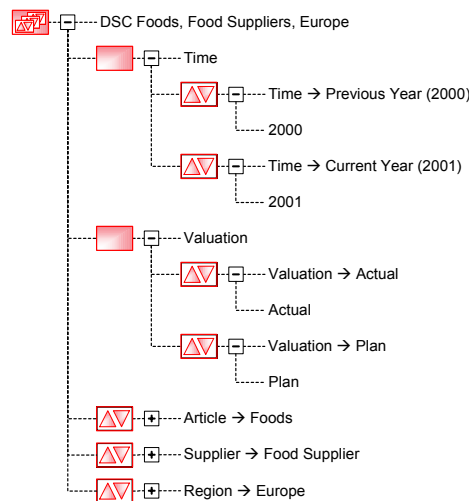 DSC Foods, Food Suppliers, Europe
Time
Time → Previous Year (2000)
2000
Time → Current Year (2001)
2001
Valuation
Valuation → Actual
Actual
Valuation → Plan
Plan
Article → Foods
Supplier → Food Supplier
Region → Europe